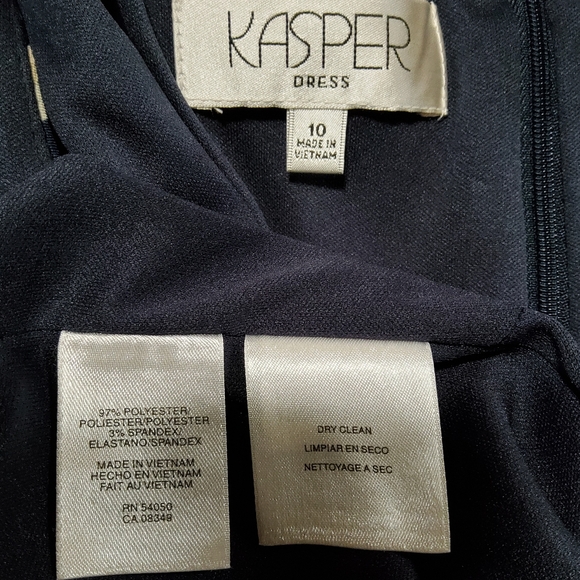 KASPER
DRESS
10
MADE IN
VIETNAM
97% POLYESTER/
POLIESTER/POLYESTER
3% SPANDEX/
ELASTANO/SPANDEX
MADE IN VIETNAM
HECHO EN VIETNAM
FAIT AU VIETNAM
RN 54050
CA 08349
DRY CLEAN
LIMPIAR EN SECO
NETTOYAGE A SEC